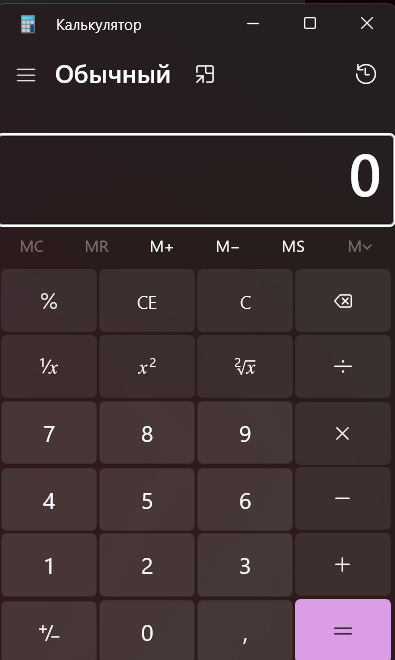 Калькулятор
Обычный
0
MC MR M+ M− MS M
% CE C
¹/x x² ²√x ÷
7 8 9 ×
4 5 6 −
1 2 3 +
+/− 0 , =